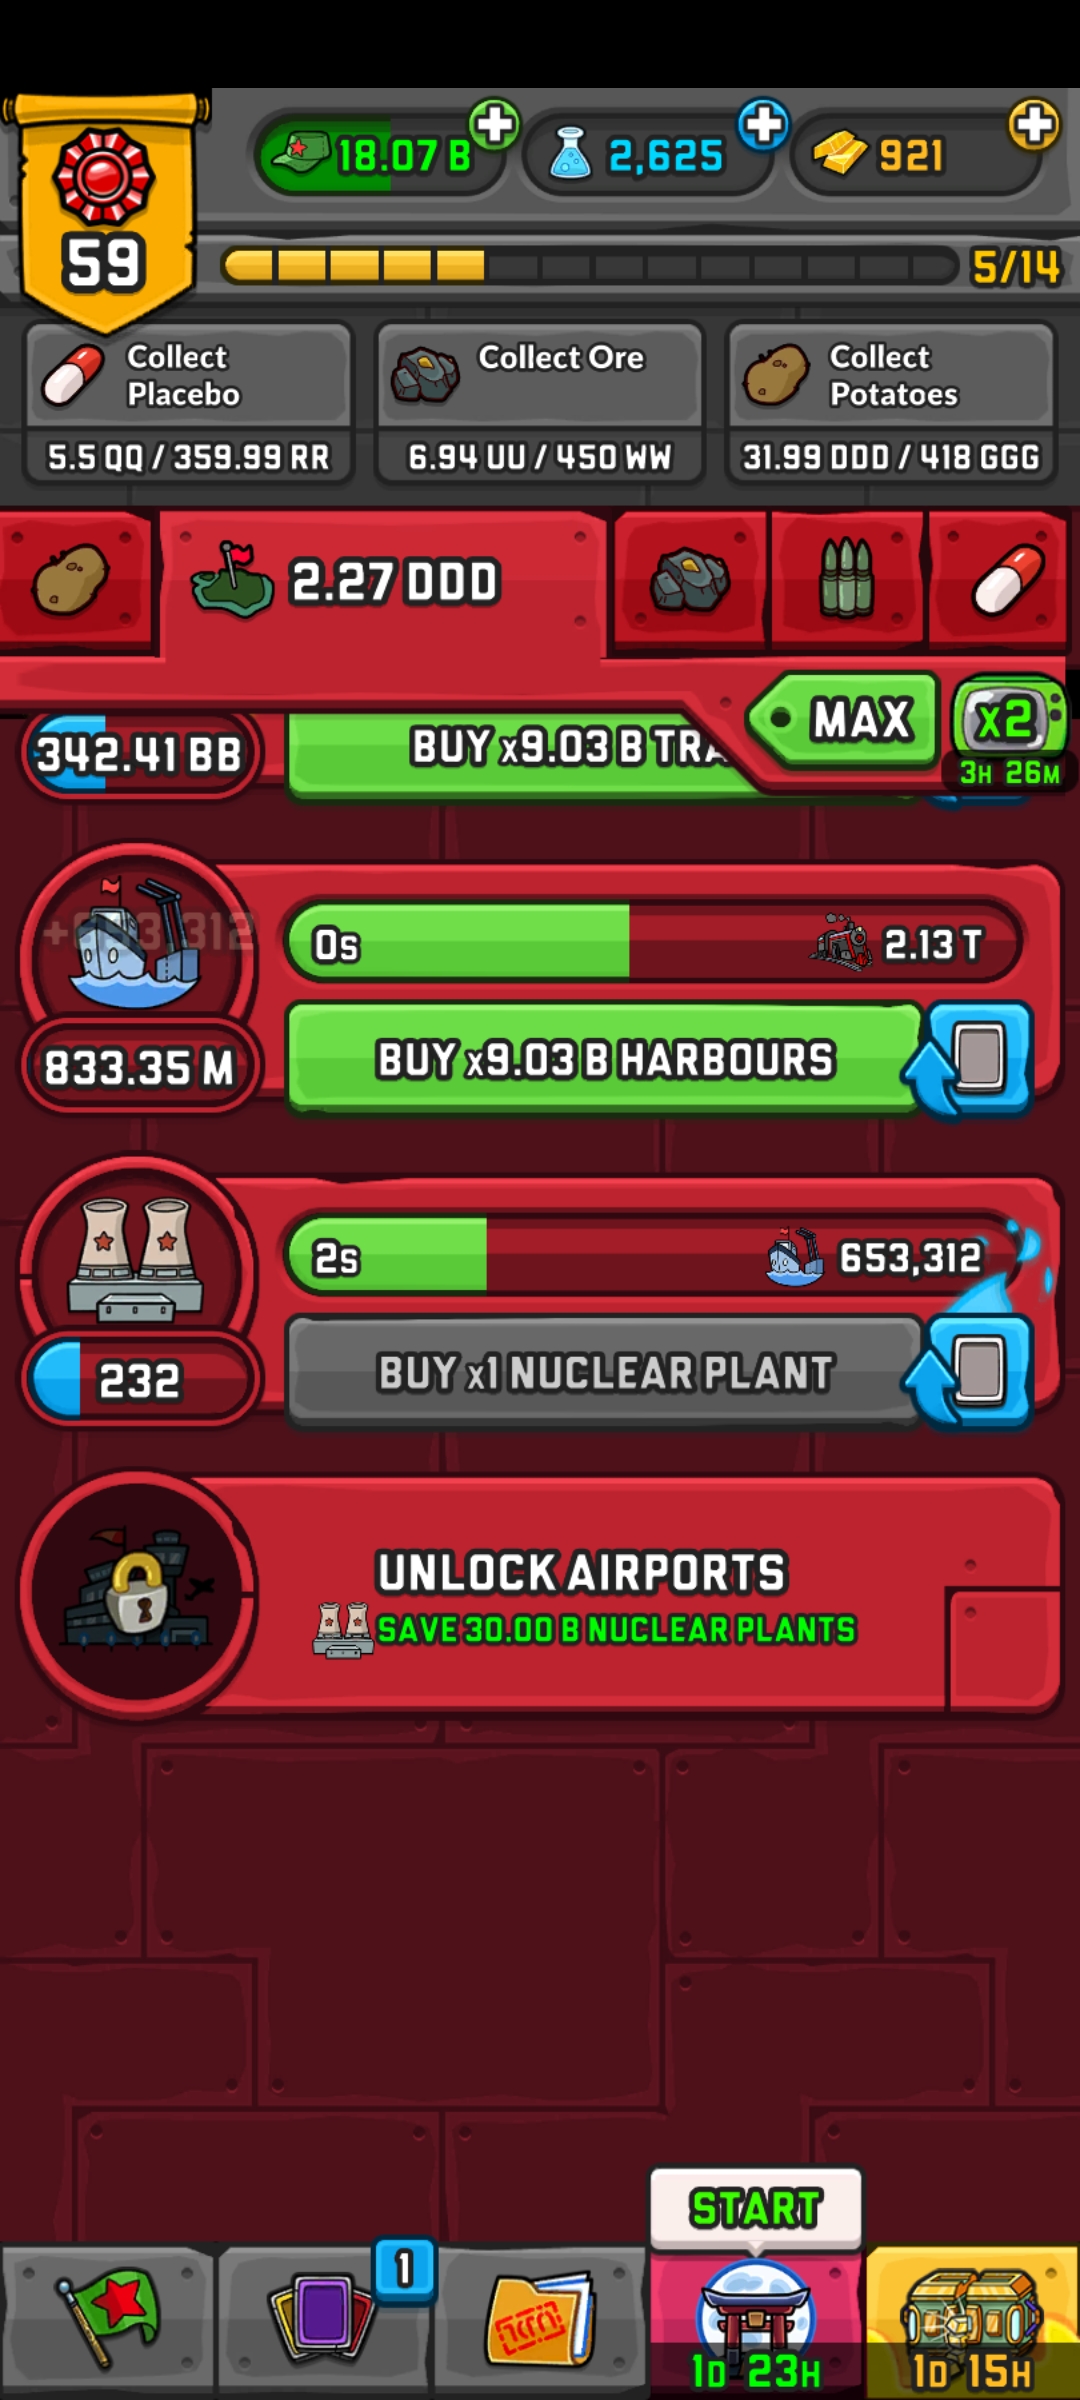 18.07 B
2,625
921
59
5/14
Collect
Placebo
5.5 QQ / 359.99 RR
Collect Ore
6.94 UU / 450 WW
Collect
Potatoes
31.99 DDD / 418 GGG
2.27 DDD
MAX
x2
3H 26M
342.41 BB
BUY x9.03 B TRA
0s
2.13 T
833.35 M
BUY x9.03 B HARBOURS
2s
653,312
232
BUY x1 NUCLEAR PLANT
UNLOCK AIRPORTS
SAVE 30.00 B NUCLEAR PLANTS
START
1
1D 23H
1D 15H